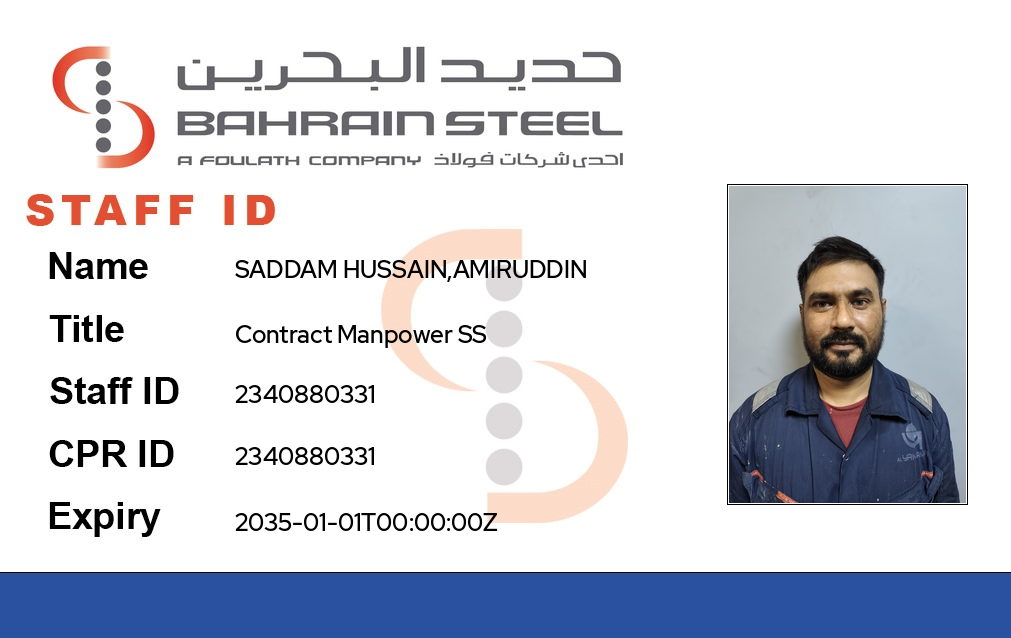 حديد البحرين
BAHRAIN STEEL
A FOULATH COMPANY احدى شركات فولاذ
STAFF ID
Name SADDAM HUSSAIN,AMIRUDDIN
Title Contract Manpower SS
Staff ID 2340880331
CPR ID 2340880331
Expiry 2035-01-01T00:00:00Z